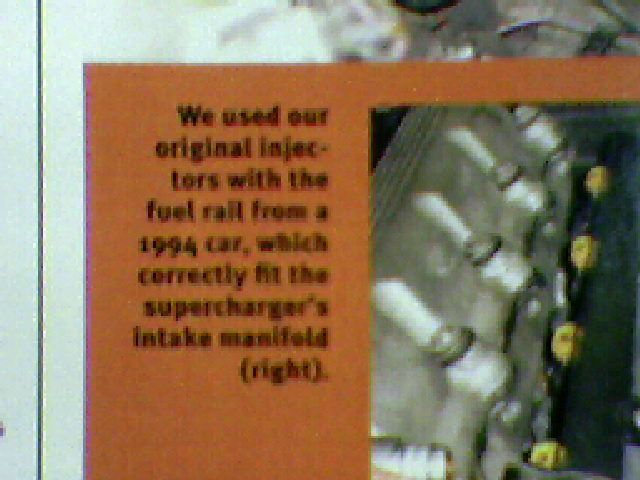 We used our
original injec-
tors with the
fuel rail from a
1994 car, which
correctly fit the
supercharger's
intake manifold
(right).